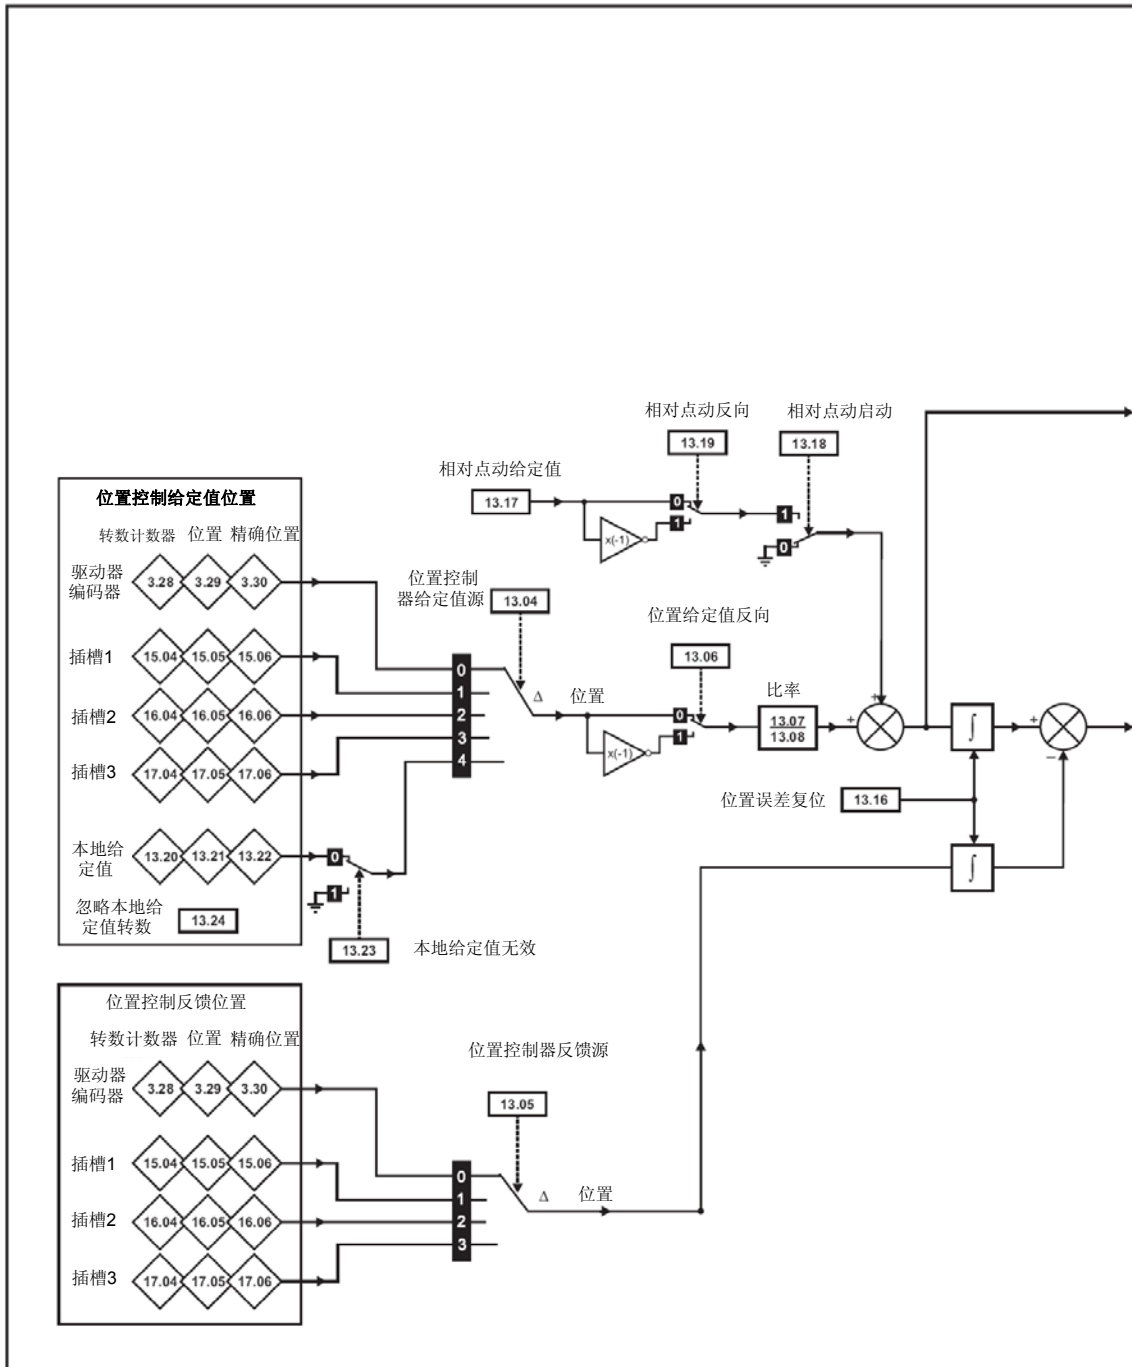 相对点动反向 相对点动启动
13.19 13.18
相对点动给定值
13.17
0
1
x(-1)
1
0
位置控制给定值位置
转数计数器 位置 精确位置
驱动器
编码器
3.28 3.29 3.30
插槽1
15.04 15.05 15.06
插槽2
16.04 16.05 16.06
插槽3
17.04 17.05 17.06
本地给
定值
13.20 13.21 13.22
忽略本地给
定值转数
13.24
0
1
13.23
本地给定值无效
位置控制
器给定值源
13.04
0
1
2
3
4
Δ 位置
位置给定值反向
13.06
0
1
x(-1)
比率
13.07
13.08
+
+
∫
+
−
位置误差复位
13.16
∫
位置控制反馈位置
转数计数器 位置 精确位置
驱动器
编码器
3.28 3.29 3.30
插槽1
15.04 15.05 15.06
插槽2
16.04 16.05 16.06
插槽3
17.04 17.05 17.06
位置控制器反馈源
13.05
0
1
2
3
Δ 位置